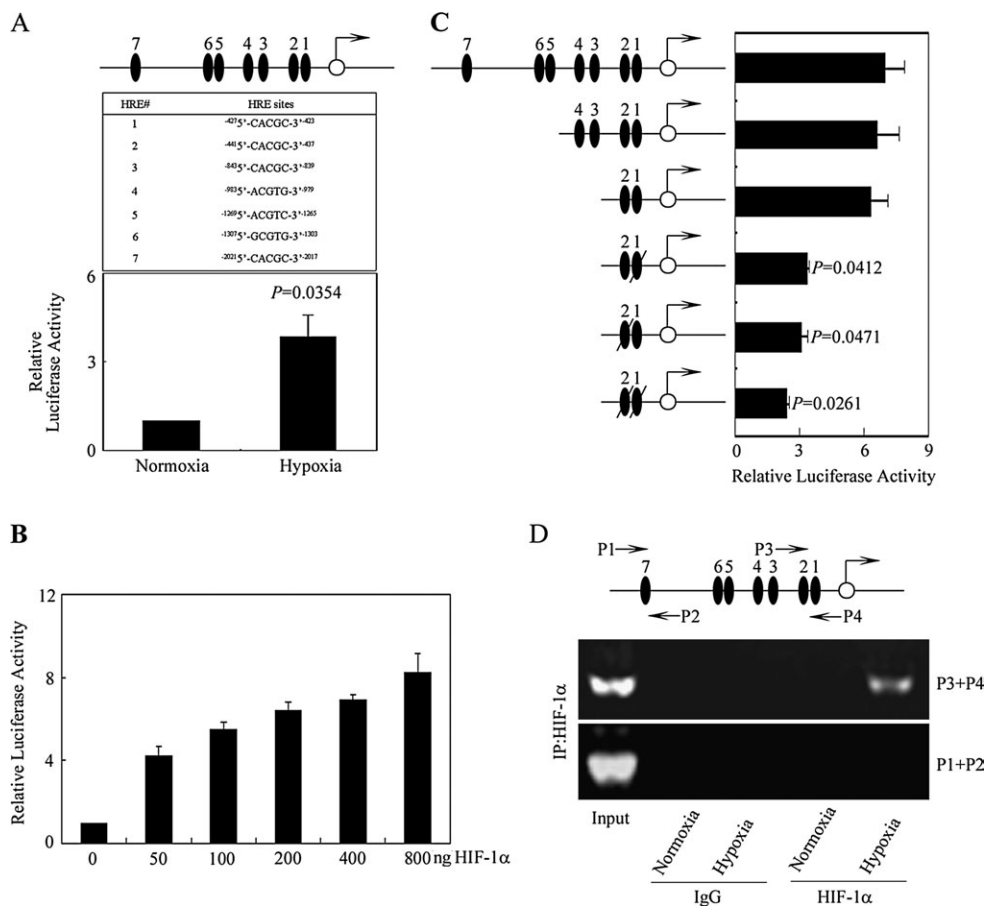 A
7 6 5 4 3 2 1
HRE# HRE sites
1 -427 5'-CACGC-3' -423
2 -441 5'-CACGC-3' -437
3 -843 5'-CACGC-3' -839
4 -983 5'-ACGTG-3' -979
5 -1269 5'-ACGTC-3' -1265
6 -1307 5'-GCGTG-3' -1303
7 -2021 5'-CACGC-3' -2017
Relative
Luciferase Activity
6
3
0
P=0.0354
Normoxia Hypoxia
B
Relative Luciferase Activity
12
8
4
0
0 50 100 200 400 800 ng HIF-1α
C
7 6 5 4 3 2 1
4 3 2 1
2 1
2 1
P=0.0412
2 1
P=0.0471
2 1
P=0.0261
0 3 6 9
Relative Luciferase Activity
D
P1 P3
7 6 5 4 3 2 1
P2 P4
IP:HIF-1α
P3+P4
P1+P2
Input
Normoxia Hypoxia Normoxia Hypoxia
IgG HIF-1α